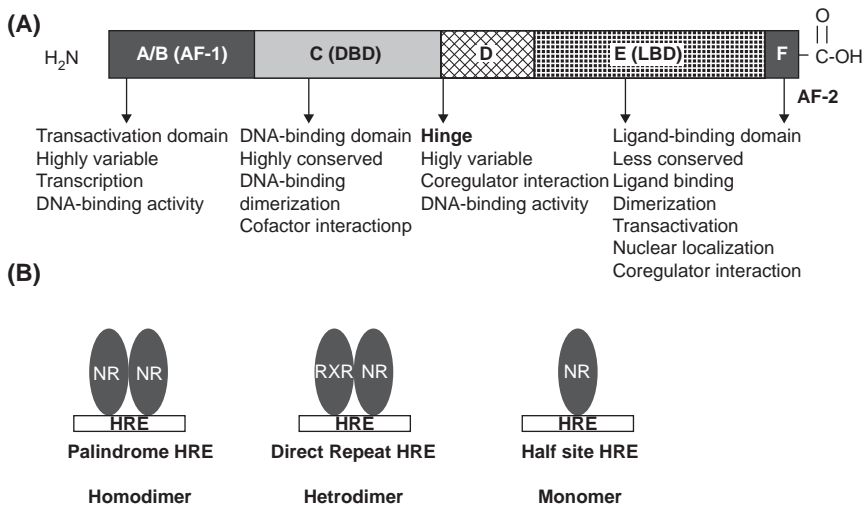 (A)
H2N
A/B (AF-1)
C (DBD)
D
E (LBD)
F
O
C-OH
AF-2
Transactivation domain
Highly variable
Transcription
DNA-binding activity
DNA-binding domain
Highly conserved
DNA-binding
dimerization
Cofactor interactionp
Hinge
Higly variable
Coregulator interaction
DNA-binding activity
Ligand-binding domain
Less conserved
Ligand binding
Dimerization
Transactivation
Nuclear localization
Coregulator interaction
(B)
NR NR
HRE
Palindrome HRE
Homodimer
RXR NR
HRE
Direct Repeat HRE
Hetrodimer
NR
HRE
Half site HRE
Monomer